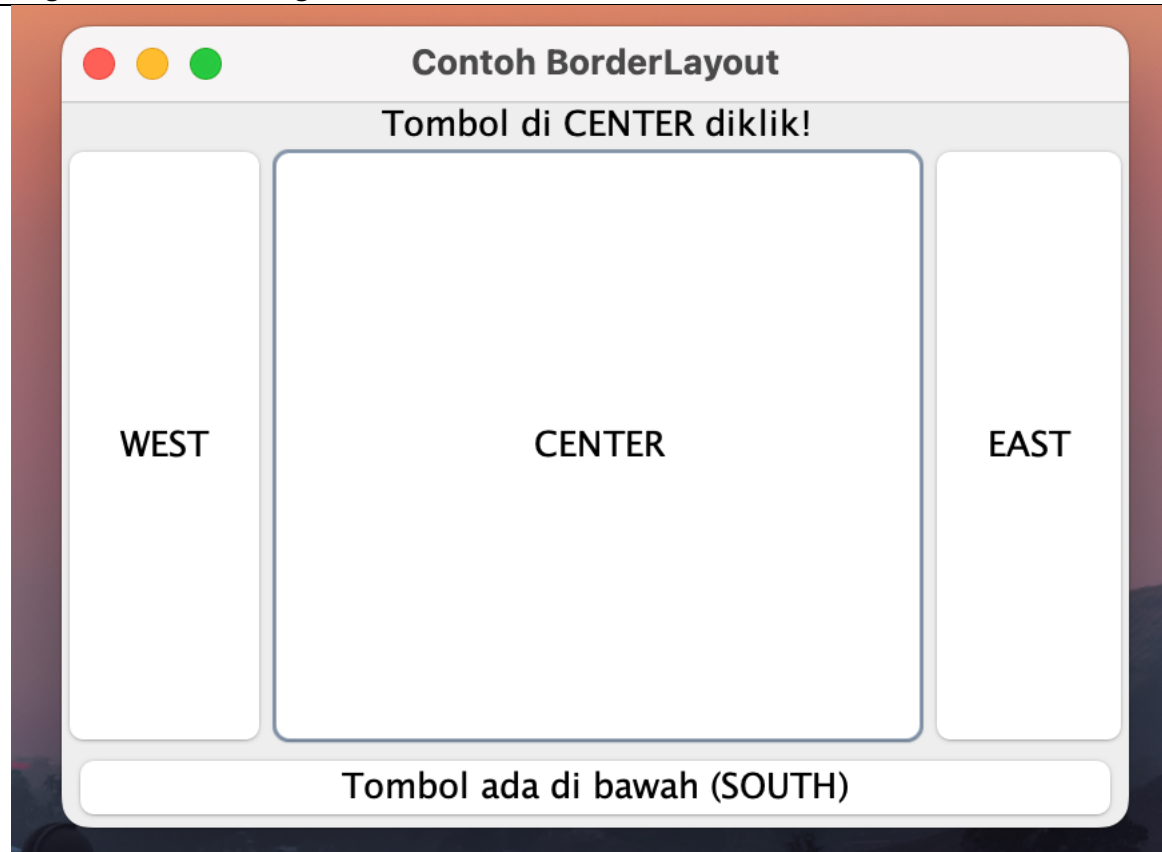 Contoh BorderLayout
Tombol di CENTER diklik!
WEST
CENTER
EAST
Tombol ada di bawah (SOUTH)